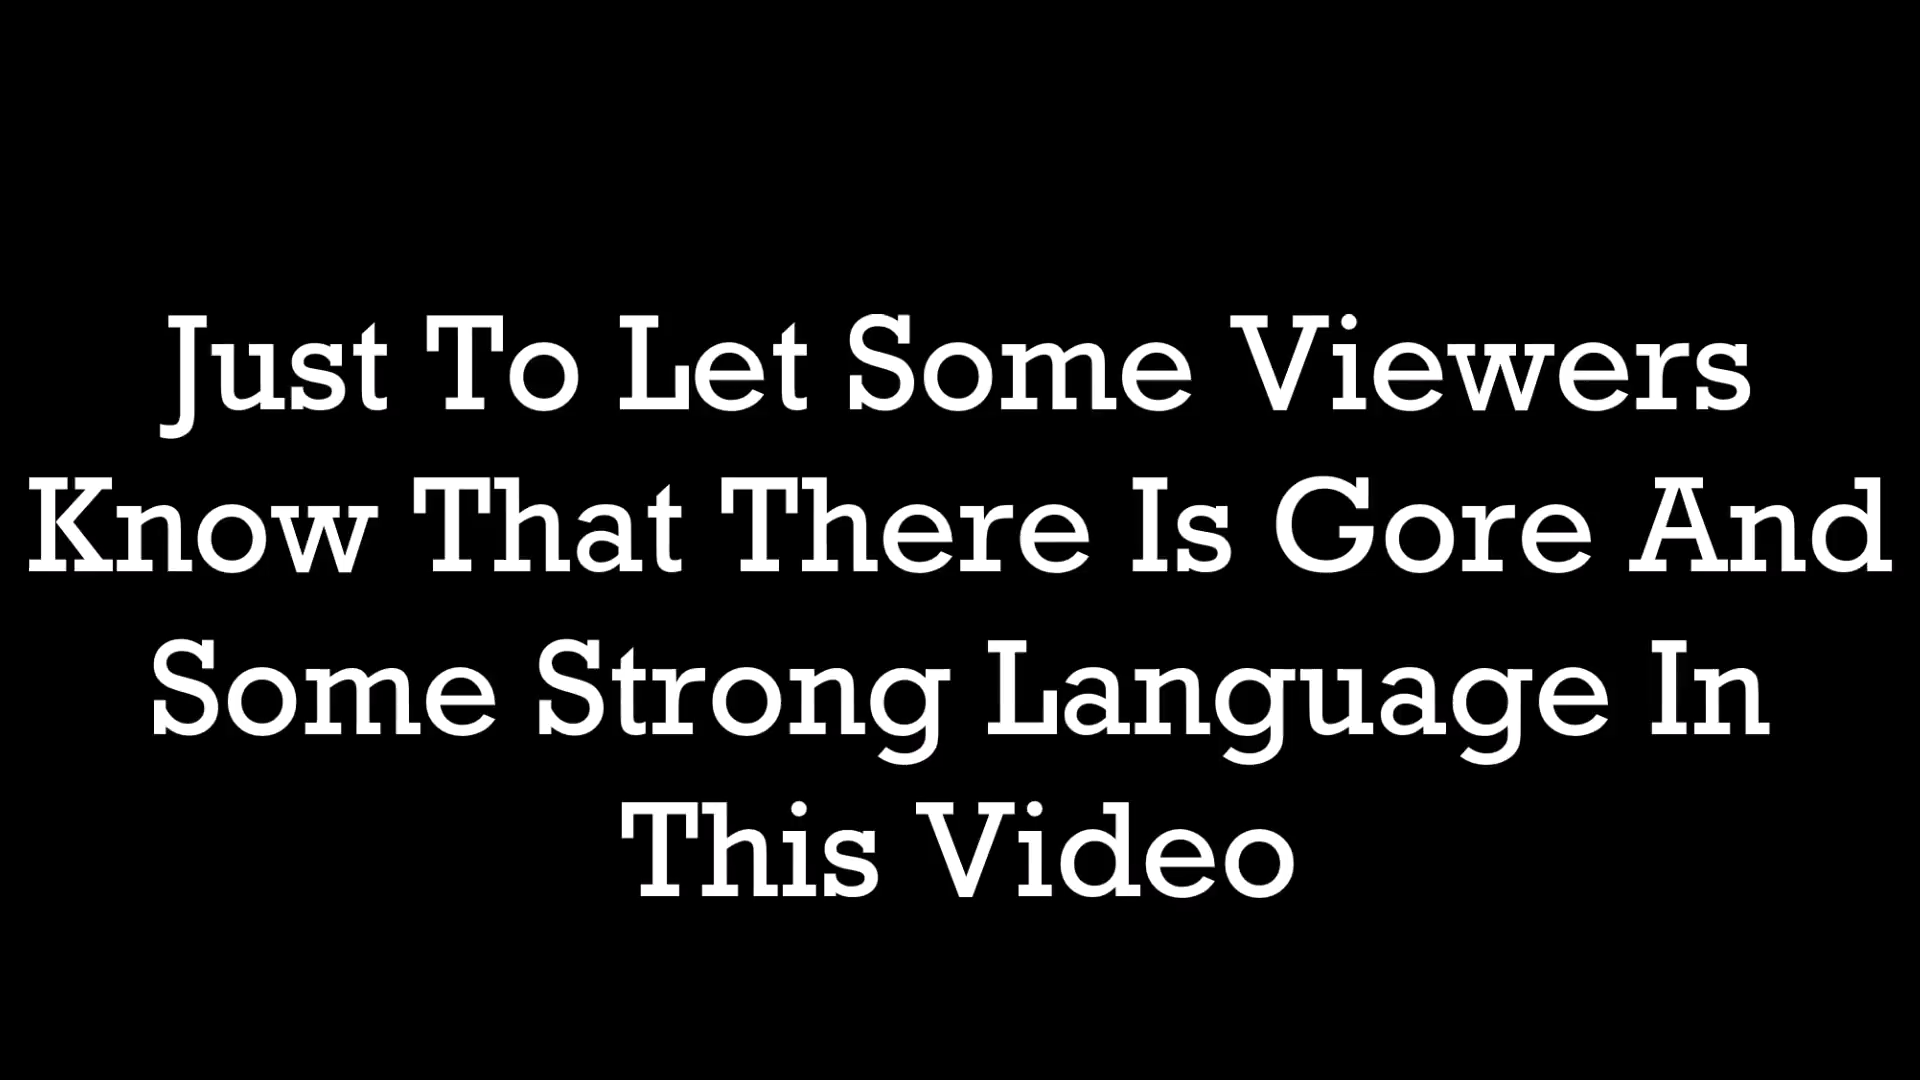 Just To Let Some Viewers
Know That There Is Gore And
Some Strong Language In
This Video